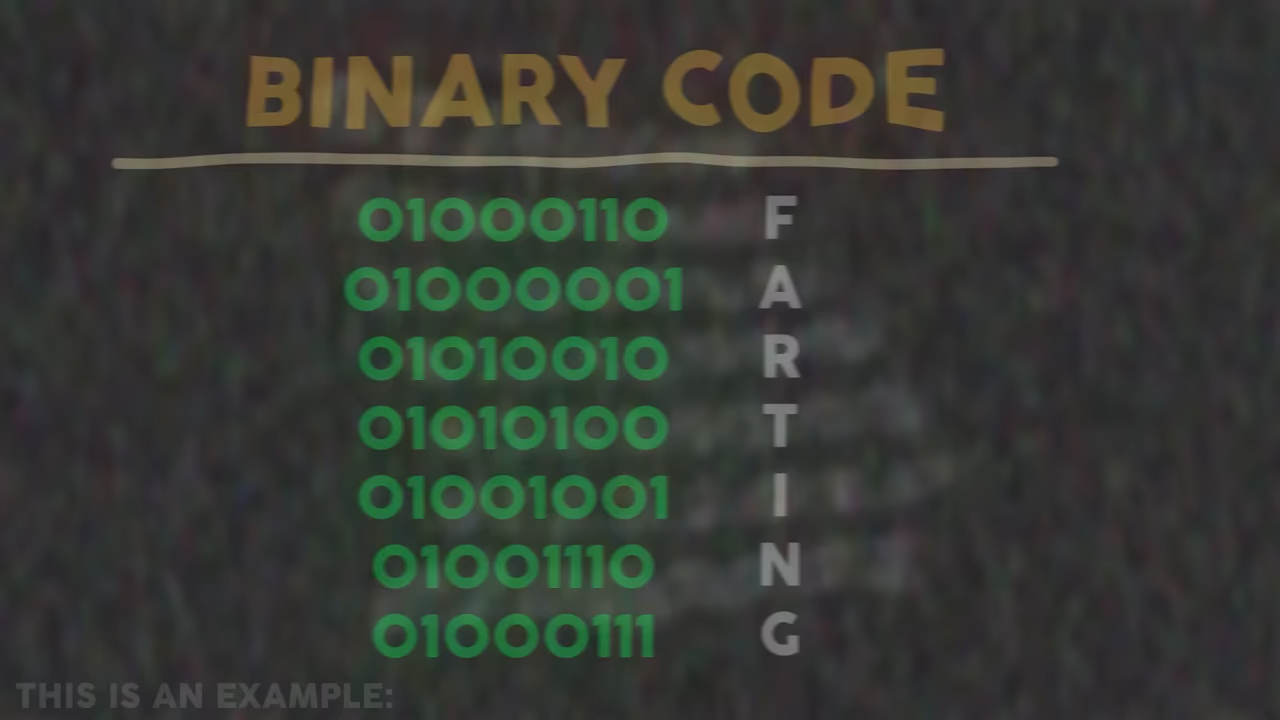 BINARY CODE
01000110 F
01000001 A
01010010 R
01010100 T
01001001 I
01001110 N
01000111 G
THIS IS AN EXAMPLE: